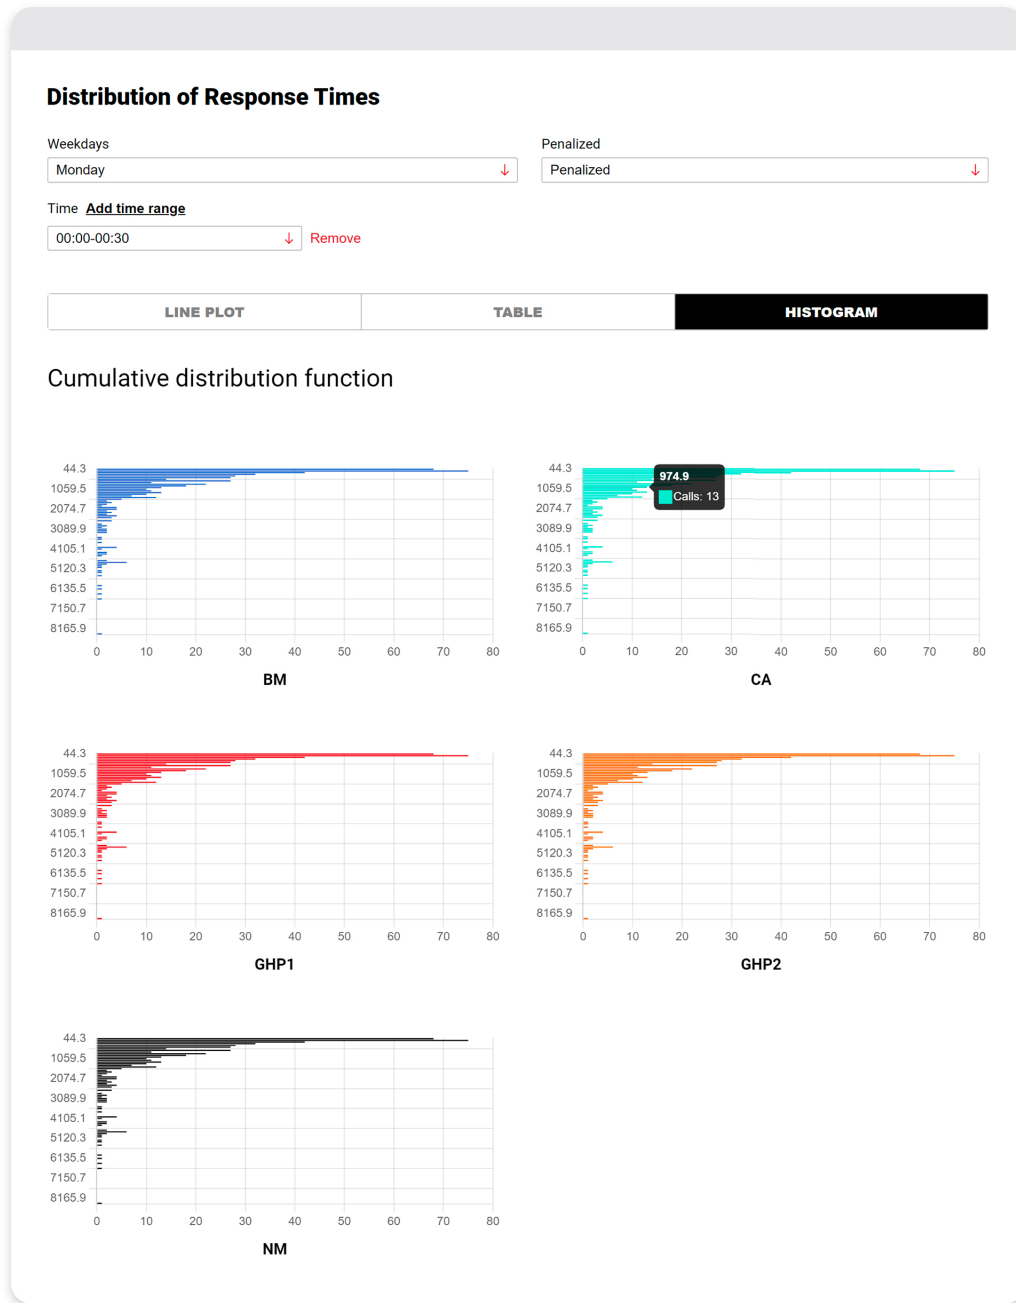 Distribution of Response Times
Weekdays
Penalized
Monday
Penalized
Time Add time range
00:00-00:30
Remove
LINE PLOT
TABLE
HISTOGRAM
Cumulative distribution function
44.3
1059.5
2074.7
3089.9
4105.1
5120.3
6135.5
7150.7
8165.9
0 10 20 30 40 50 60 70 80
BM
44.3
1059.5
2074.7
3089.9
4105.1
5120.3
6135.5
7150.7
8165.9
974.9
Calls: 13
0 10 20 30 40 50 60 70 80
CA
44.3
1059.5
2074.7
3089.9
4105.1
5120.3
6135.5
7150.7
8165.9
0 10 20 30 40 50 60 70 80
GHP1
44.3
1059.5
2074.7
3089.9
4105.1
5120.3
6135.5
7150.7
8165.9
0 10 20 30 40 50 60 70 80
GHP2
44.3
1059.5
2074.7
3089.9
4105.1
5120.3
6135.5
7150.7
8165.9
0 10 20 30 40 50 60 70 80
NM